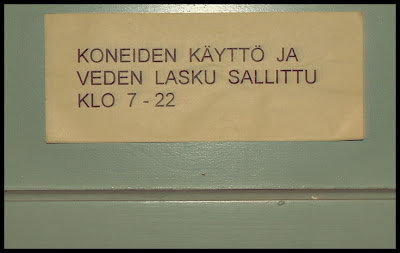 KONEIDEN KÄYTTÖ JA
VEDEN LASKU SALLITTU
KLO 7-22